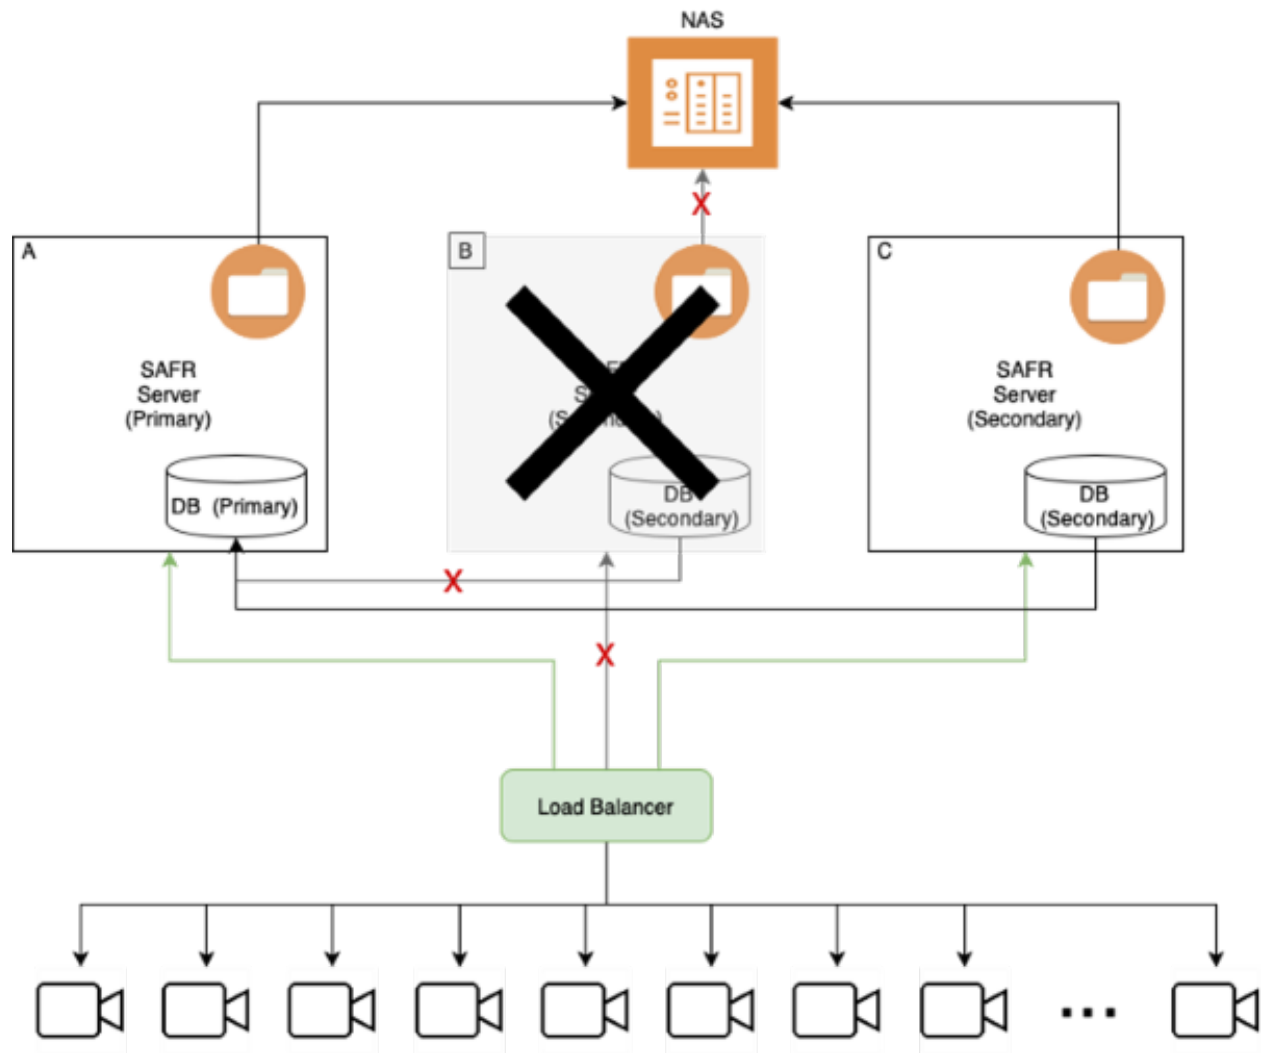 NAS
A
SAFR
Server
(Primary)
DB (Primary)
B
DB
(Secondary)
C
SAFR
Server
(Secondary)
DB
(Secondary)
X
X
X
Load Balancer
...